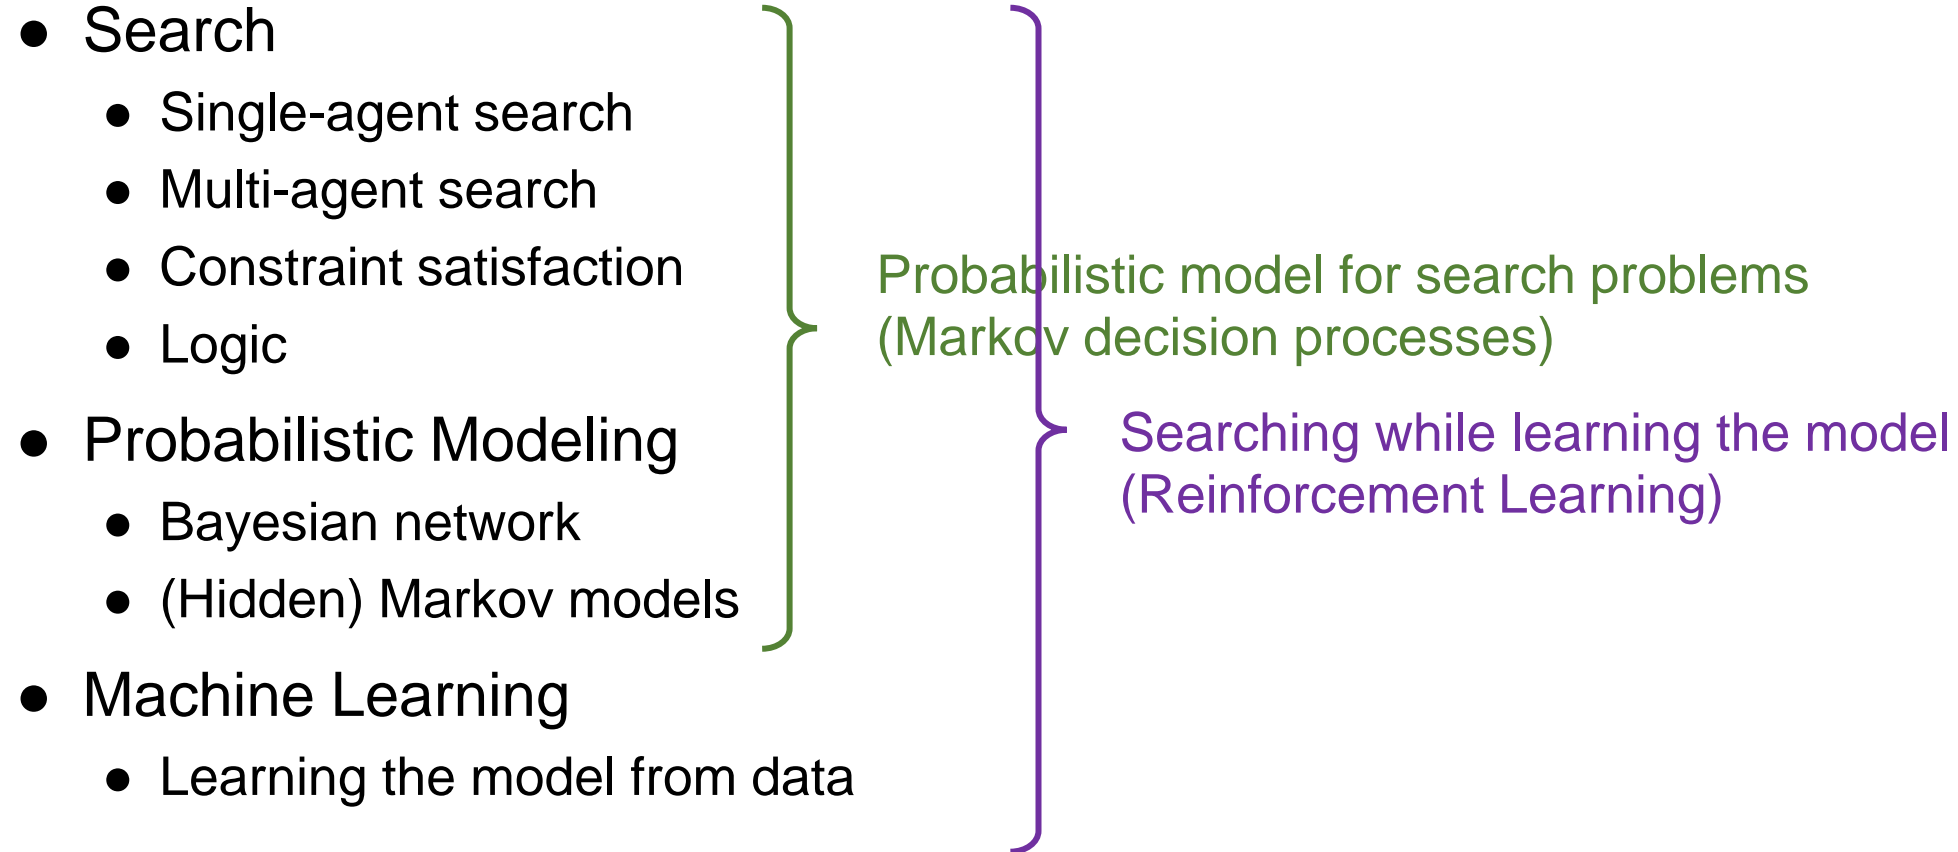 ● Search
● Single-agent search
● Multi-agent search
● Constraint satisfaction
● Logic
● Probabilistic Modeling
● Bayesian network
● (Hidden) Markov models
● Machine Learning
● Learning the model from data
Probabilistic model for search problems
(Markov decision processes)
Searching while learning the model
(Reinforcement Learning)